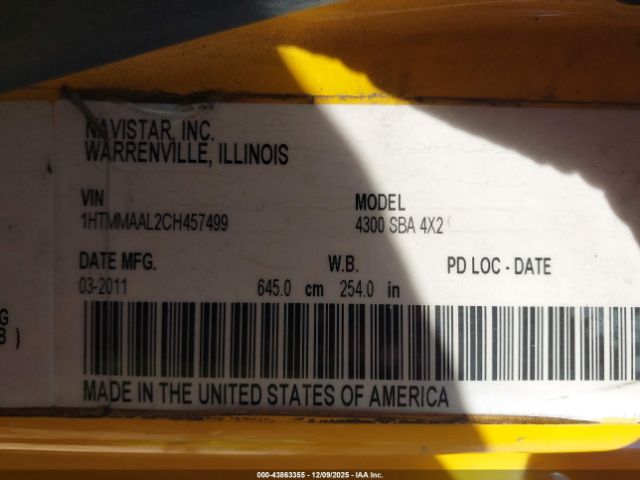 NAVISTAR, INC.
WARRENVILLE, ILLINOIS
VIN MODEL
1HTMMAAL2CH457499 4300 SBA 4X2
DATE MFG. W.B. PD LOC - DATE
03-2011 645.0 cm 254.0 in
G
B )
MADE IN THE UNITED STATES OF AMERICA
000-43863355 - 12/09/2025 - IAA Inc.